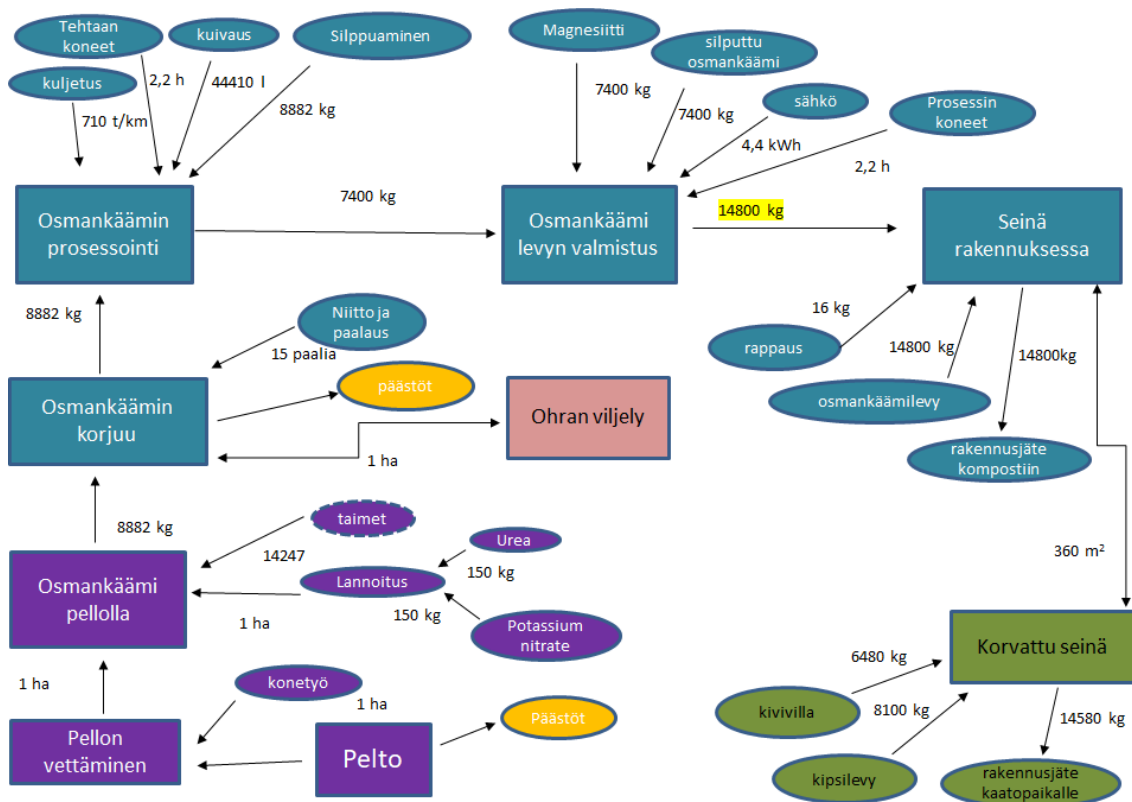 Tehtaan
koneet
kuivaus
Silppuaminen
kuljetus
2,2 h
44410 l
8882 kg
710 t/km
Magnesiitti
silputtu
osmankäämi
sähkö
Prosessin
koneet
7400 kg
7400 kg
4,4 kWh
2,2 h
Osmankäämin
prosessointi
7400 kg
Osmankäämi
levyn valmistus
14800 kg
Seinä
rakennuksessa
8882 kg
Niitto ja
paalaus
15 paalia
päästöt
Osmankäämin
korjuu
Ohran viljely
1 ha
16 kg
rappaus
14800 kg
14800kg
osmankäämilevy
rakennusjäte
kompostiin
8882 kg
taimet
14247
Urea
150 kg
Osmankäämi
pellolla
Lannoitus
1 ha
150 kg
Potassium
nitrate
360 m²
1 ha
konetyö
1 ha
Pellon
vettäminen
Pelto
Päästöt
Korvattu seinä
6480 kg
kivivilla
8100 kg
14580 kg
kipsilevy
rakennusjäte
kaatopaikalle